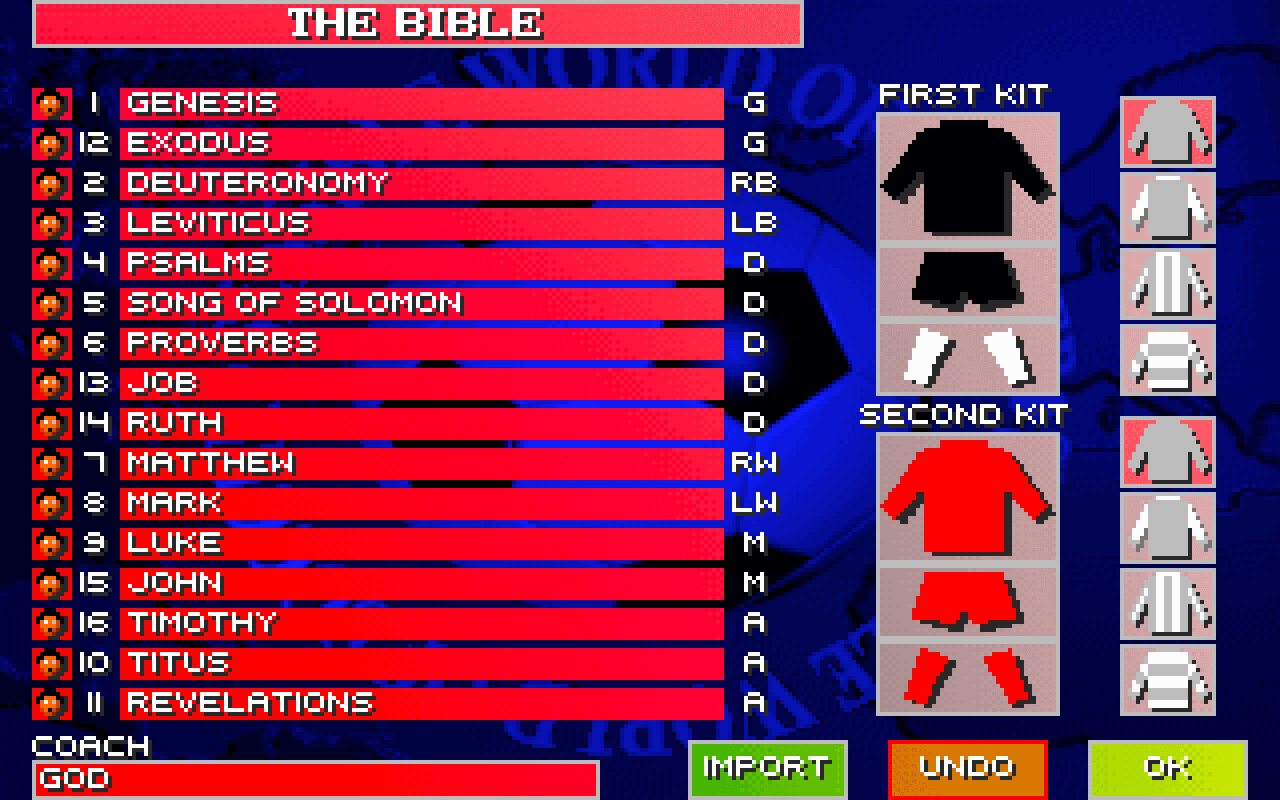 THE BIBLE
1 GENESIS G
12 EXODUS G
2 DEUTERONOMY RB
3 LEVITICUS LB
4 PSALMS D
5 SONG OF SOLOMON D
6 PROVERBS D
13 JOB D
14 RUTH D
7 MATTHEW RW
8 MARK LW
9 LUKE M
15 JOHN M
16 TIMOTHY A
10 TITUS A
11 REVELATIONS A
COACH
GOD
FIRST KIT
SECOND KIT
IMPORT
UNDO
OK
WORLD OF